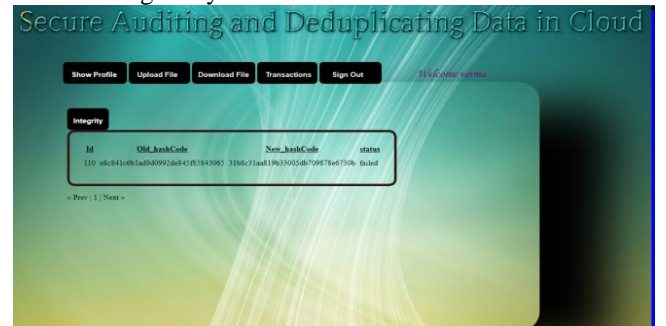 Secure Auditing and Deduplicating Data in Cloud
Show Profile Upload File Download File Transactions Sign Out Welcome verma
Integrity
Id Old_hashCode New_hashCode status
110 e8c841c6b1ad9d0992de845f85843065 31b8c31aa819b33005db709878e6750b failed
« Prev | 1 | Next »